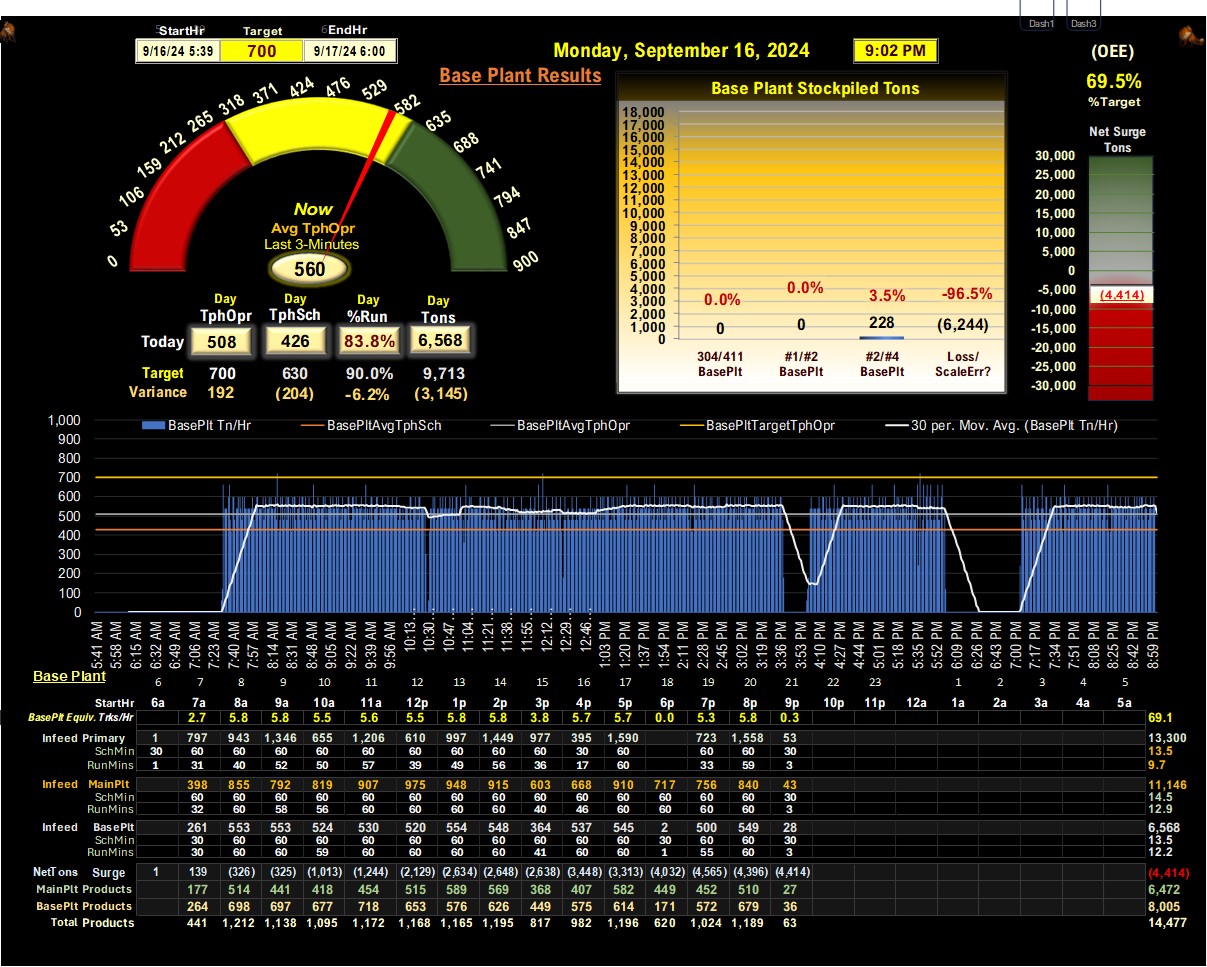 Dash1 Dash3
StartHr Target EndHr
9/16/24 5:39 700 9/17/24 6:00
Monday, September 16, 2024 9:02 PM
Base Plant Results
(OEE)
69.5%
%Target
Net Surge
Tons
30,000
25,000
20,000
15,000
10,000
5,000
0
-5,000
-10,000
-15,000
-20,000
-25,000
-30,000
(4,414)
0 53 106 159 212 265 318 371 424 476 529 582 635 688 741 794 847 900
Now
Avg TphOpr
Last 3-Minutes
560
Day Day Day Day
TphOpr TphSch %Run Tons
Today 508 426 83.8% 6,568
Target 700 630 90.0% 9,713
Variance 192 (204) -6.2% (3,145)
Base Plant Stockpiled Tons
18,000
17,000
16,000
15,000
14,000
13,000
12,000
11,000
10,000
9,000
8,000
7,000
6,000
5,000
4,000
3,000
2,000
1,000
0
0.0% 0.0% 3.5% -96.5%
0 0 228 (6,244)
304/411 #1/#2 #2/#4 Loss/
BasePlt BasePlt BasePlt ScaleErr?
BasePlt Tn/Hr BasePltAvgTphSch BasePltAvgTphOpr BasePltTargetTphOpr 30 per. Mov. Avg. (BasePlt Tn/Hr)
1,000
900
800
700
600
500
400
300
200
100
0
5:41 AM 5:58 AM 6:15 AM 6:32 AM 6:49 AM 7:06 AM 7:23 AM 7:40 AM 7:57 AM 8:14 AM 8:31 AM 8:48 AM 9:05 AM 9:22 AM 9:39 AM 9:56 AM 10:13… 10:30… 10:47… 11:04… 11:21… 11:38… 11:55… 12:12… 12:29… 12:46… 1:03 PM 1:20 PM 1:37 PM 1:54 PM 2:11 PM 2:28 PM 2:45 PM 3:02 PM 3:19 PM 3:36 PM 3:53 PM 4:10 PM 4:27 PM 4:44 PM 5:01 PM 5:18 PM 5:35 PM 5:52 PM 6:09 PM 6:26 PM 6:43 PM 7:00 PM 7:17 PM 7:34 PM 7:51 PM 8:08 PM 8:25 PM 8:42 PM 8:59 PM
Base Plant 6 7 8 9 10 11 12 13 14 15 16 17 18 19 20 21 22 23 1 2 3 4 5
StartHr 6a 7a 8a 9a 10a 11a 12p 1p 2p 3p 4p 5p 6p 7p 8p 9p 10p 11p 12a 1a 2a 3a 4a 5a
BasePlt Equiv. Trks/Hr 2.7 5.8 5.8 5.5 5.6 5.5 5.8 5.8 3.8 5.7 5.7 0.0 5.3 5.8 0.3 69.1
Infeed Primary 1 797 943 1,346 655 1,206 610 997 1,449 977 395 1,590 723 1,558 53 13,300
SchMin 30 60 60 60 60 60 60 60 60 60 30 60 60 60 30 13.5
RunMins 1 31 40 52 50 57 39 49 56 36 17 60 33 59 3 9.7
Infeed MainPlt 398 855 792 819 907 975 948 915 603 668 910 717 756 840 43 11,146
SchMin 60 60 60 60 60 60 60 60 60 60 60 60 60 60 30 14.5
RunMins 32 60 58 56 60 60 60 60 40 46 60 60 60 60 3 12.9
Infeed BasePlt 261 553 553 524 530 520 554 548 364 537 545 2 500 549 28 6,568
SchMin 30 60 60 60 60 60 60 60 60 60 60 30 60 60 30 13.5
RunMins 30 60 60 59 60 60 60 60 41 60 60 1 55 60 3 12.2
NetTons Surge 1 139 (326) (325) (1,013) (1,244) (2,129) (2,634) (2,648) (2,638) (3,448) (3,313) (4,032) (4,565) (4,396) (4,414) (4,414)
MainPlt Products 177 514 441 418 454 515 589 569 368 407 582 449 452 510 27 6,472
BasePlt Products 264 698 697 677 718 653 576 626 449 575 614 171 572 679 36 8,005
Total Products 441 1,212 1,138 1,095 1,172 1,168 1,165 1,195 817 982 1,196 620 1,024 1,189 63 14,477